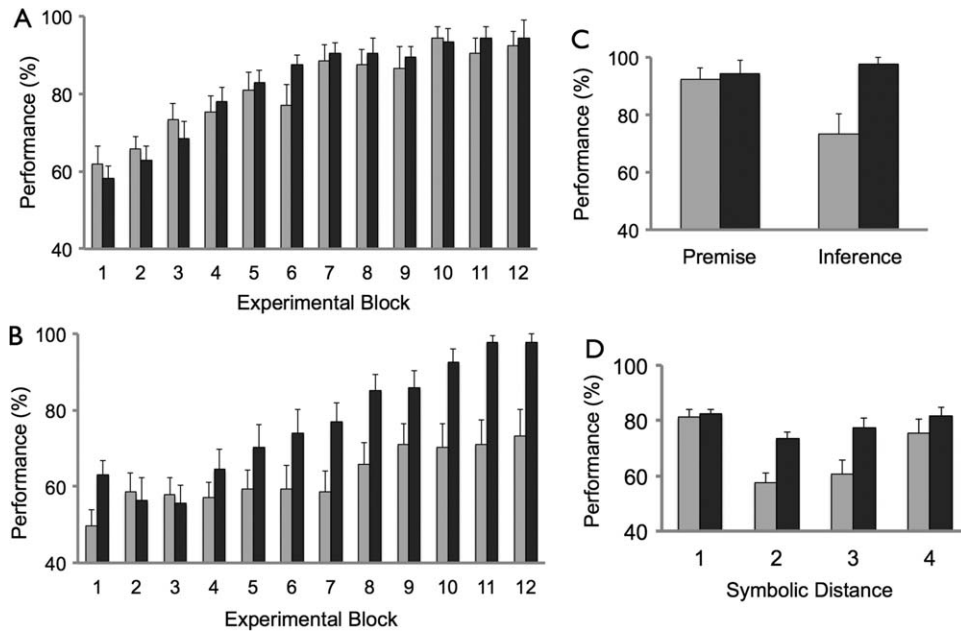 A
Performance (%)
100
80
60
40
1 2 3 4 5 6 7 8 9 10 11 12
Experimental Block
B
Performance (%)
100
80
60
40
1 2 3 4 5 6 7 8 9 10 11 12
Experimental Block
C
Performance (%)
100
80
60
40
Premise Inference
D
Performance (%)
100
80
60
40
1 2 3 4
Symbolic Distance